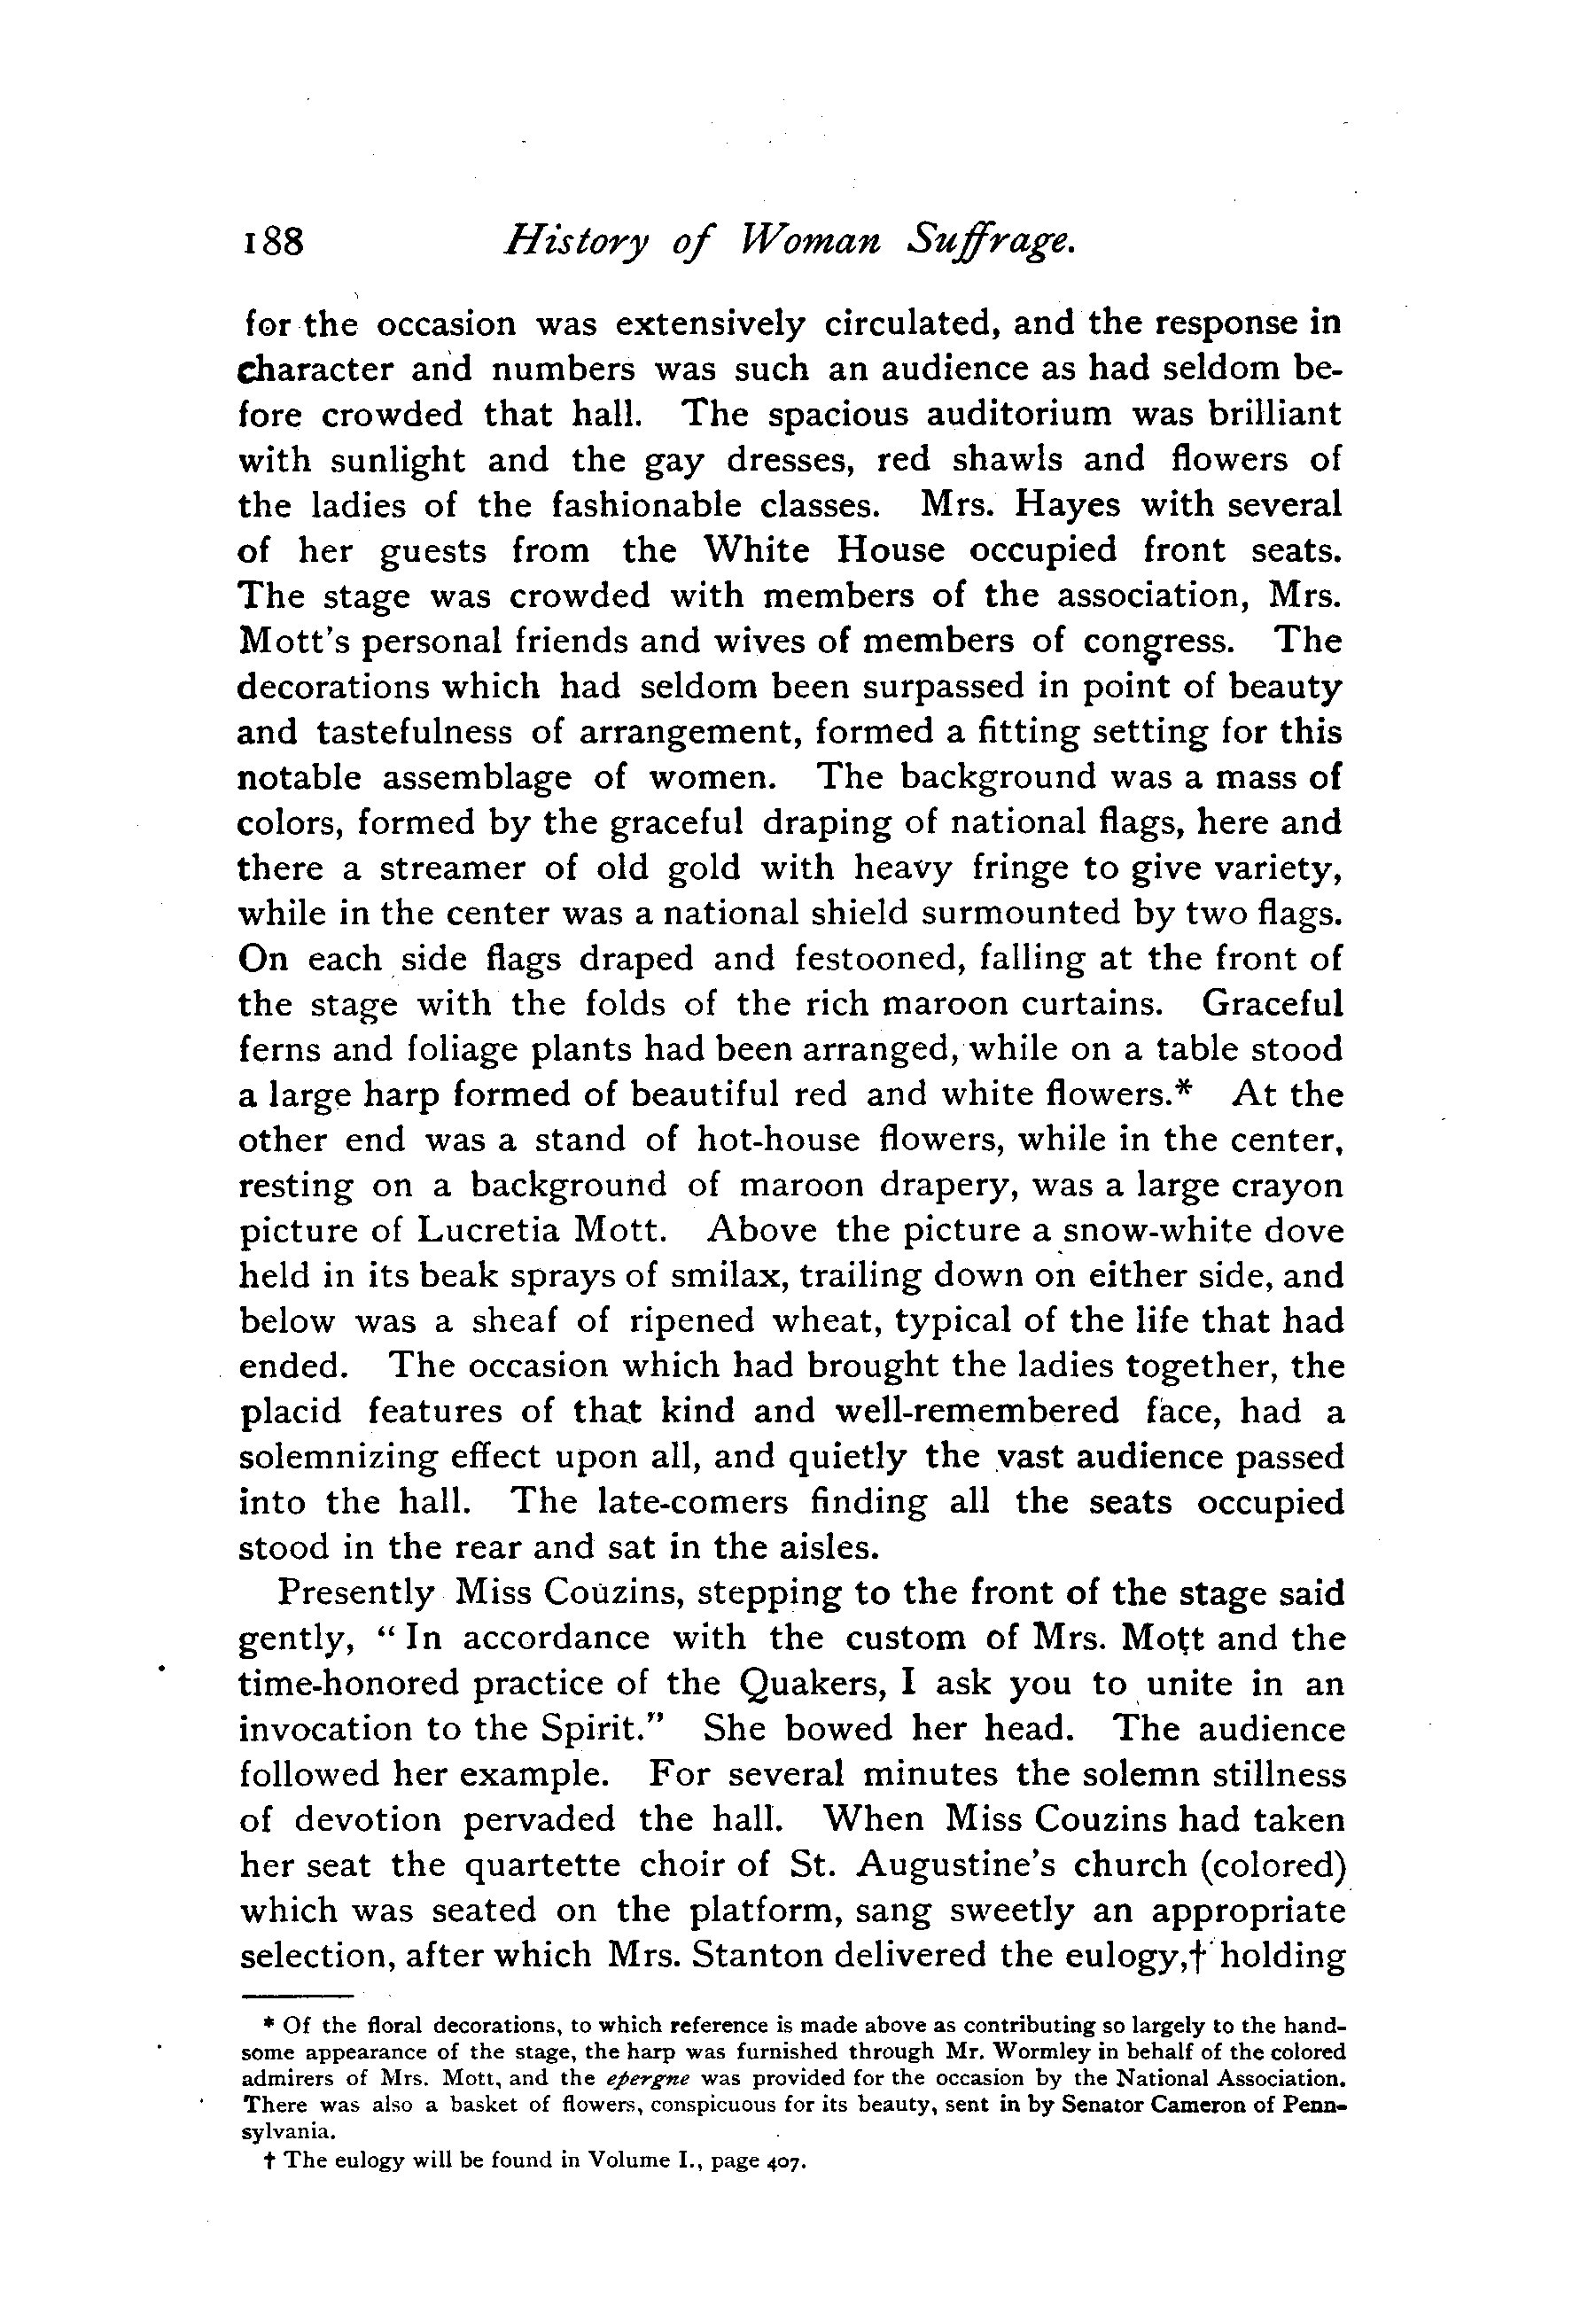 188 History of Woman Suffrage.
for the occasion was extensively circulated, and the response in
character and numbers was such an audience as had seldom be-
fore crowded that hall. The spacious auditorium was brilliant
with sunlight and the gay dresses, red shawls and flowers of
the ladies of the fashionable classes. Mrs. Hayes with several
of her guests from the White House occupied front seats.
The stage was crowded with members of the association, Mrs.
Mott's personal friends and wives of members of congress. The
decorations which had seldom been surpassed in point of beauty
and tastefulness of arrangement, formed a fitting setting for this
notable assemblage of women. The background was a mass of
colors, formed by the graceful draping of national flags, here and
there a streamer of old gold with heavy fringe to give variety,
while in the center was a national shield surmounted by two flags.
On each side flags draped and festooned, falling at the front of
the stage with the folds of the rich maroon curtains. Graceful
ferns and foliage plants had been arranged, while on a table stood
a large harp formed of beautiful red and white flowers.* At the
other end was a stand of hot-house flowers, while in the center,
resting on a background of maroon drapery, was a large crayon
picture of Lucretia Mott. Above the picture a snow-white dove
held in its beak sprays of smilax, trailing down on either side, and
below was a sheaf of ripened wheat, typical of the life that had
ended. The occasion which had brought the ladies together, the
placid features of that kind and well-remembered face, had a
solemnizing effect upon all, and quietly the vast audience passed
into the hall. The late-comers finding all the seats occupied
stood in the rear and sat in the aisles.
Presently Miss Couzins, stepping to the front of the stage said
gently, "In accordance with the custom of Mrs. Mott and the
time-honored practice of the Quakers, I ask you to unite in an
invocation to the Spirit." She bowed her head. The audience
followed her example. For several minutes the solemn stillness
of devotion pervaded the hall. When Miss Couzins had taken
her seat the quartette choir of St. Augustine's church (colored)
which was seated on the platform, sang sweetly an appropriate
selection, after which Mrs. Stanton delivered the eulogy,† holding
* Of the floral decorations, to which reference is made above as contributing so largely to the hand-
some appearance of the stage, the harp was furnished through Mr. Wormley in behalf of the colored
admirers of Mrs. Mott, and the epergne was provided for the occasion by the National Association.
There was also a basket of flowers, conspicuous for its beauty, sent in by Senator Cameron of Penn-
sylvania.
† The eulogy will be found in Volume I., page 407.